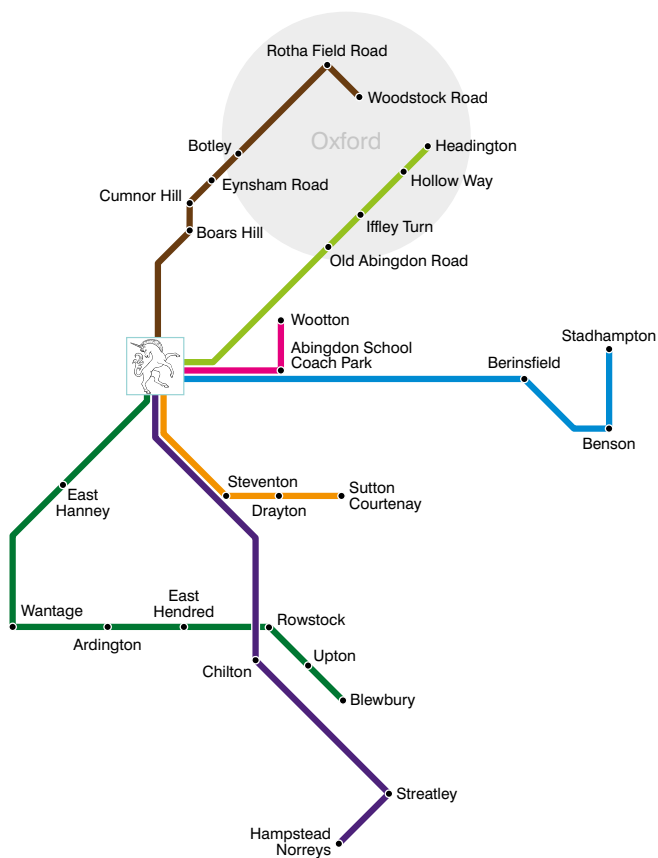 Rotha Field Road
Woodstock Road
Oxford
Botley
Headington
Eynsham Road
Hollow Way
Cumnor Hill
Iffley Turn
Boars Hill
Old Abingdon Road
Wootton
Abingdon School
Coach Park
Stadhampton
Berinsfield
Benson
Steventon
Drayton
Sutton
Courtenay
East
Hanney
East
Hendred
Wantage
Ardington
Rowstock
Upton
Chilton
Blewbury
Streatley
Hampstead
Norreys